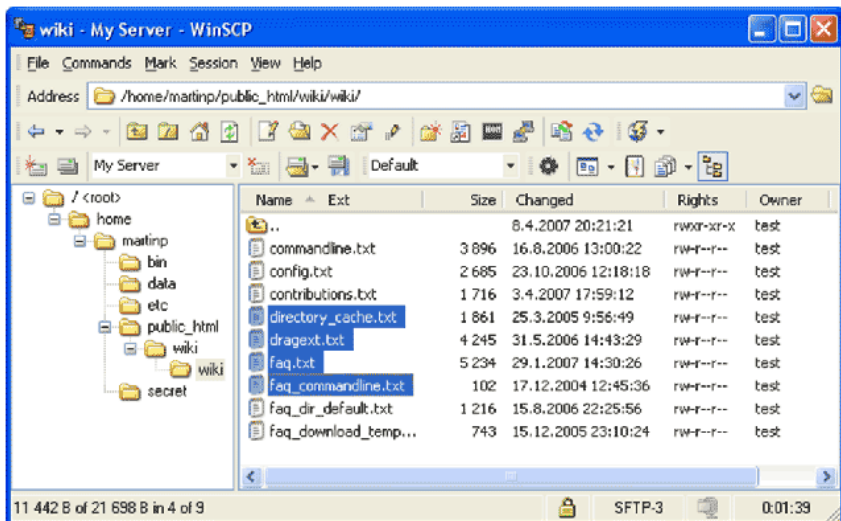 wiki - My Server - WinSCP
File Commands Mark Session View Help
Address /home/martinp/public_html/wiki/wiki/
My Server Default
/ <root>
home
martinp
bin
data
etc
public_html
wiki
wiki
secret
Name Ext Size Changed Rights Owner
.. 8.4.2007 20:21:21 rwxr-xr-x test
commandline.txt 3 896 16.8.2006 13:00:22 rw-r--r-- test
config.txt 2 685 23.10.2006 12:18:18 rw-r--r-- test
contributions.txt 1 716 3.4.2007 17:59:12 rw-r--r-- test
directory_cache.txt 1 861 25.3.2005 9:56:49 rw-r--r-- test
dragext.txt 4 245 31.5.2006 14:43:29 rw-r--r-- test
faq.txt 5 234 29.1.2007 14:30:26 rw-r--r-- test
faq_commandline.txt 102 17.12.2004 12:45:36 rw-r--r-- test
faq_dir_default.txt 1 216 15.8.2006 22:25:56 rw-r--r-- test
faq_download_temp... 743 15.12.2005 23:10:24 rw-r--r-- test
11 442 B of 21 698 B in 4 of 9 SFTP-3 0:01:39